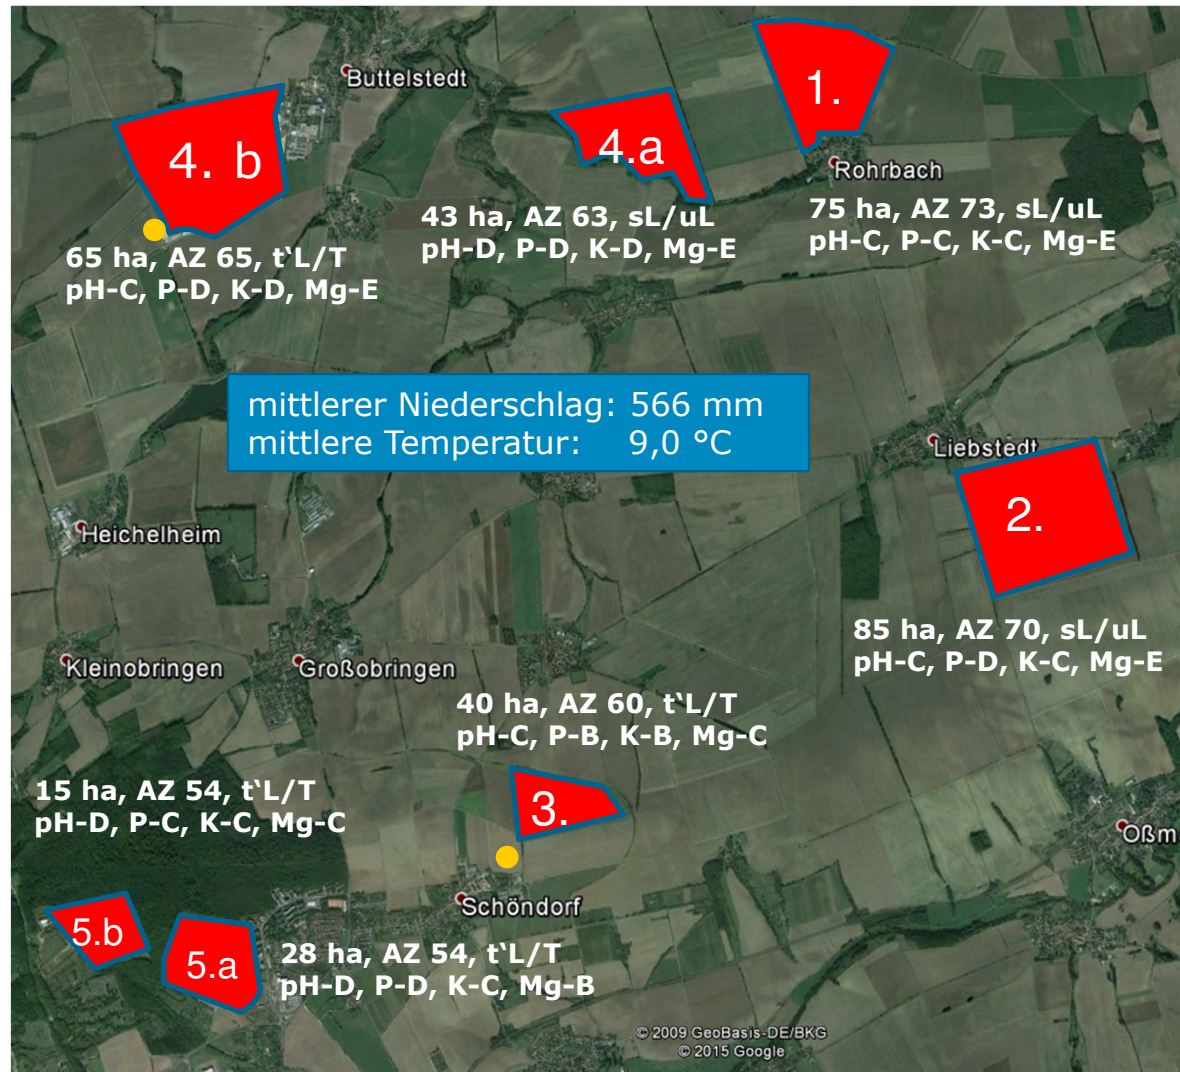 Buttelstedt
1.
4. b
4.a
Rohrbach
43 ha, AZ 63, sL/uL
pH-D, P-D, K-D, Mg-E
75 ha, AZ 73, sL/uL
pH-C, P-C, K-C, Mg-E
65 ha, AZ 65, t‘L/T
pH-C, P-D, K-D, Mg-E
mittlerer Niederschlag: 566 mm
mittlere Temperatur: 9,0 °C
Liebstedt
2.
Heichelheim
85 ha, AZ 70, sL/uL
pH-C, P-D, K-C, Mg-E
Kleinobringen
Großobringen
40 ha, AZ 60, t‘L/T
pH-C, P-B, K-B, Mg-C
15 ha, AZ 54, t‘L/T
pH-D, P-C, K-C, Mg-C
3.
Oßm
Schöndorf
5.b
5.a
28 ha, AZ 54, t‘L/T
pH-D, P-D, K-C, Mg-B
© 2009 GeoBasis-DE/BKG
© 2015 Google